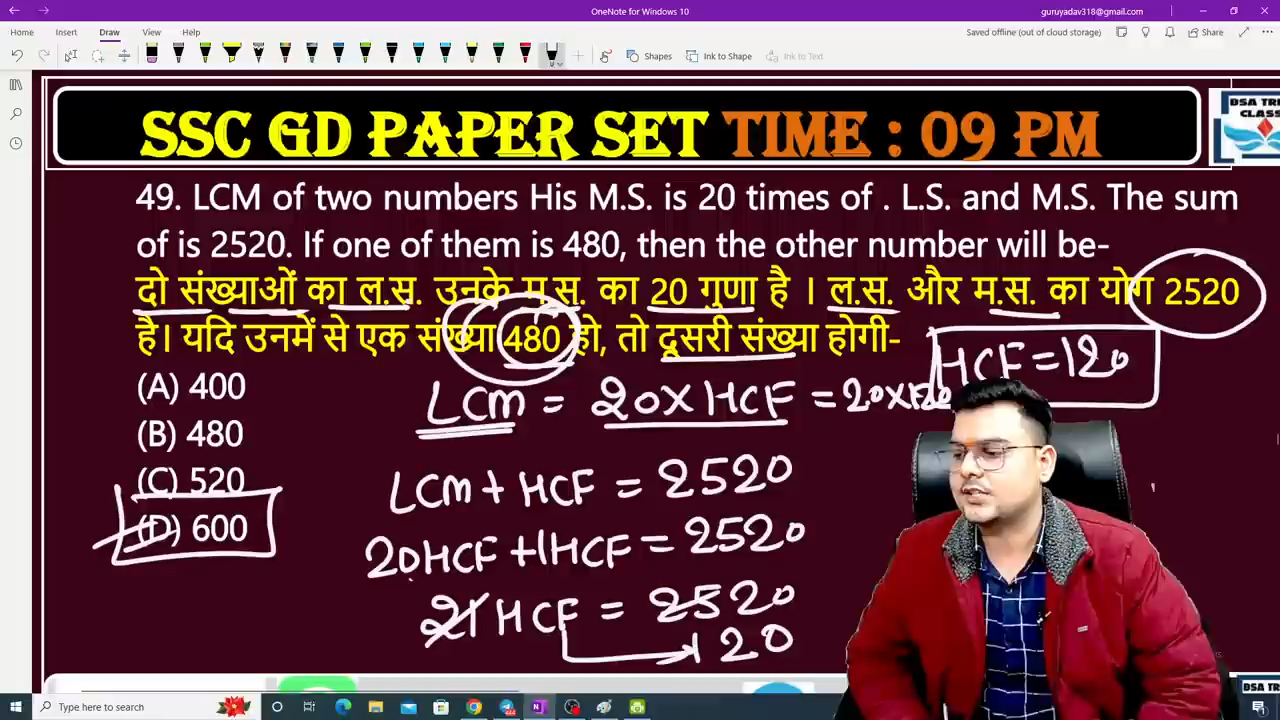 OneNote for Windows 10
guruyadav318@gmail.com
Home Insert Draw View Help
Saved offline (out of cloud storage)
Share
Shapes
Ink to Shape
Ink to Text
SSC GD PAPER SET TIME : 09 PM
49. LCM of two numbers His M.S. is 20 times of . L.S. and M.S. The sum
of is 2520. If one of them is 480, then the other number will be-
दो संख्याओं का ल.स. उनके म.स. का 20 गुणा है । ल.स. और म.स. का योग 2520
है। यदि उनमें से एक संख्या 480 हो, तो दूसरी संख्या होगी-
HCF = 120
(A) 400
LCM = 20 X HCF = 20 X 120
(B) 480
(C) 520
LCM + HCF = 2520
(D) 600
20HCF + 1HCF = 2520
21 HCF = 2520
120
Type here to search